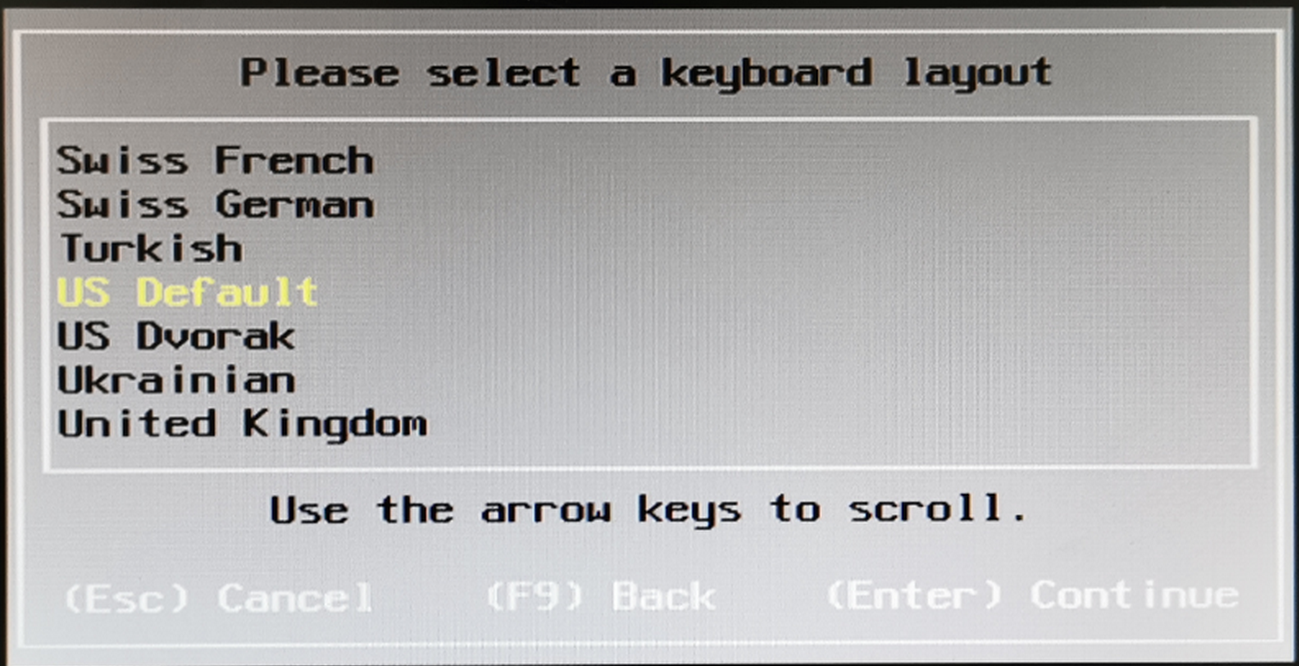 Please select a keyboard layout
Swiss French
Swiss German
Turkish
US Default
US Dvorak
Ukrainian
United Kingdom
Use the arrow keys to scroll.
(Esc) Cancel (F9) Back (Enter) Continue